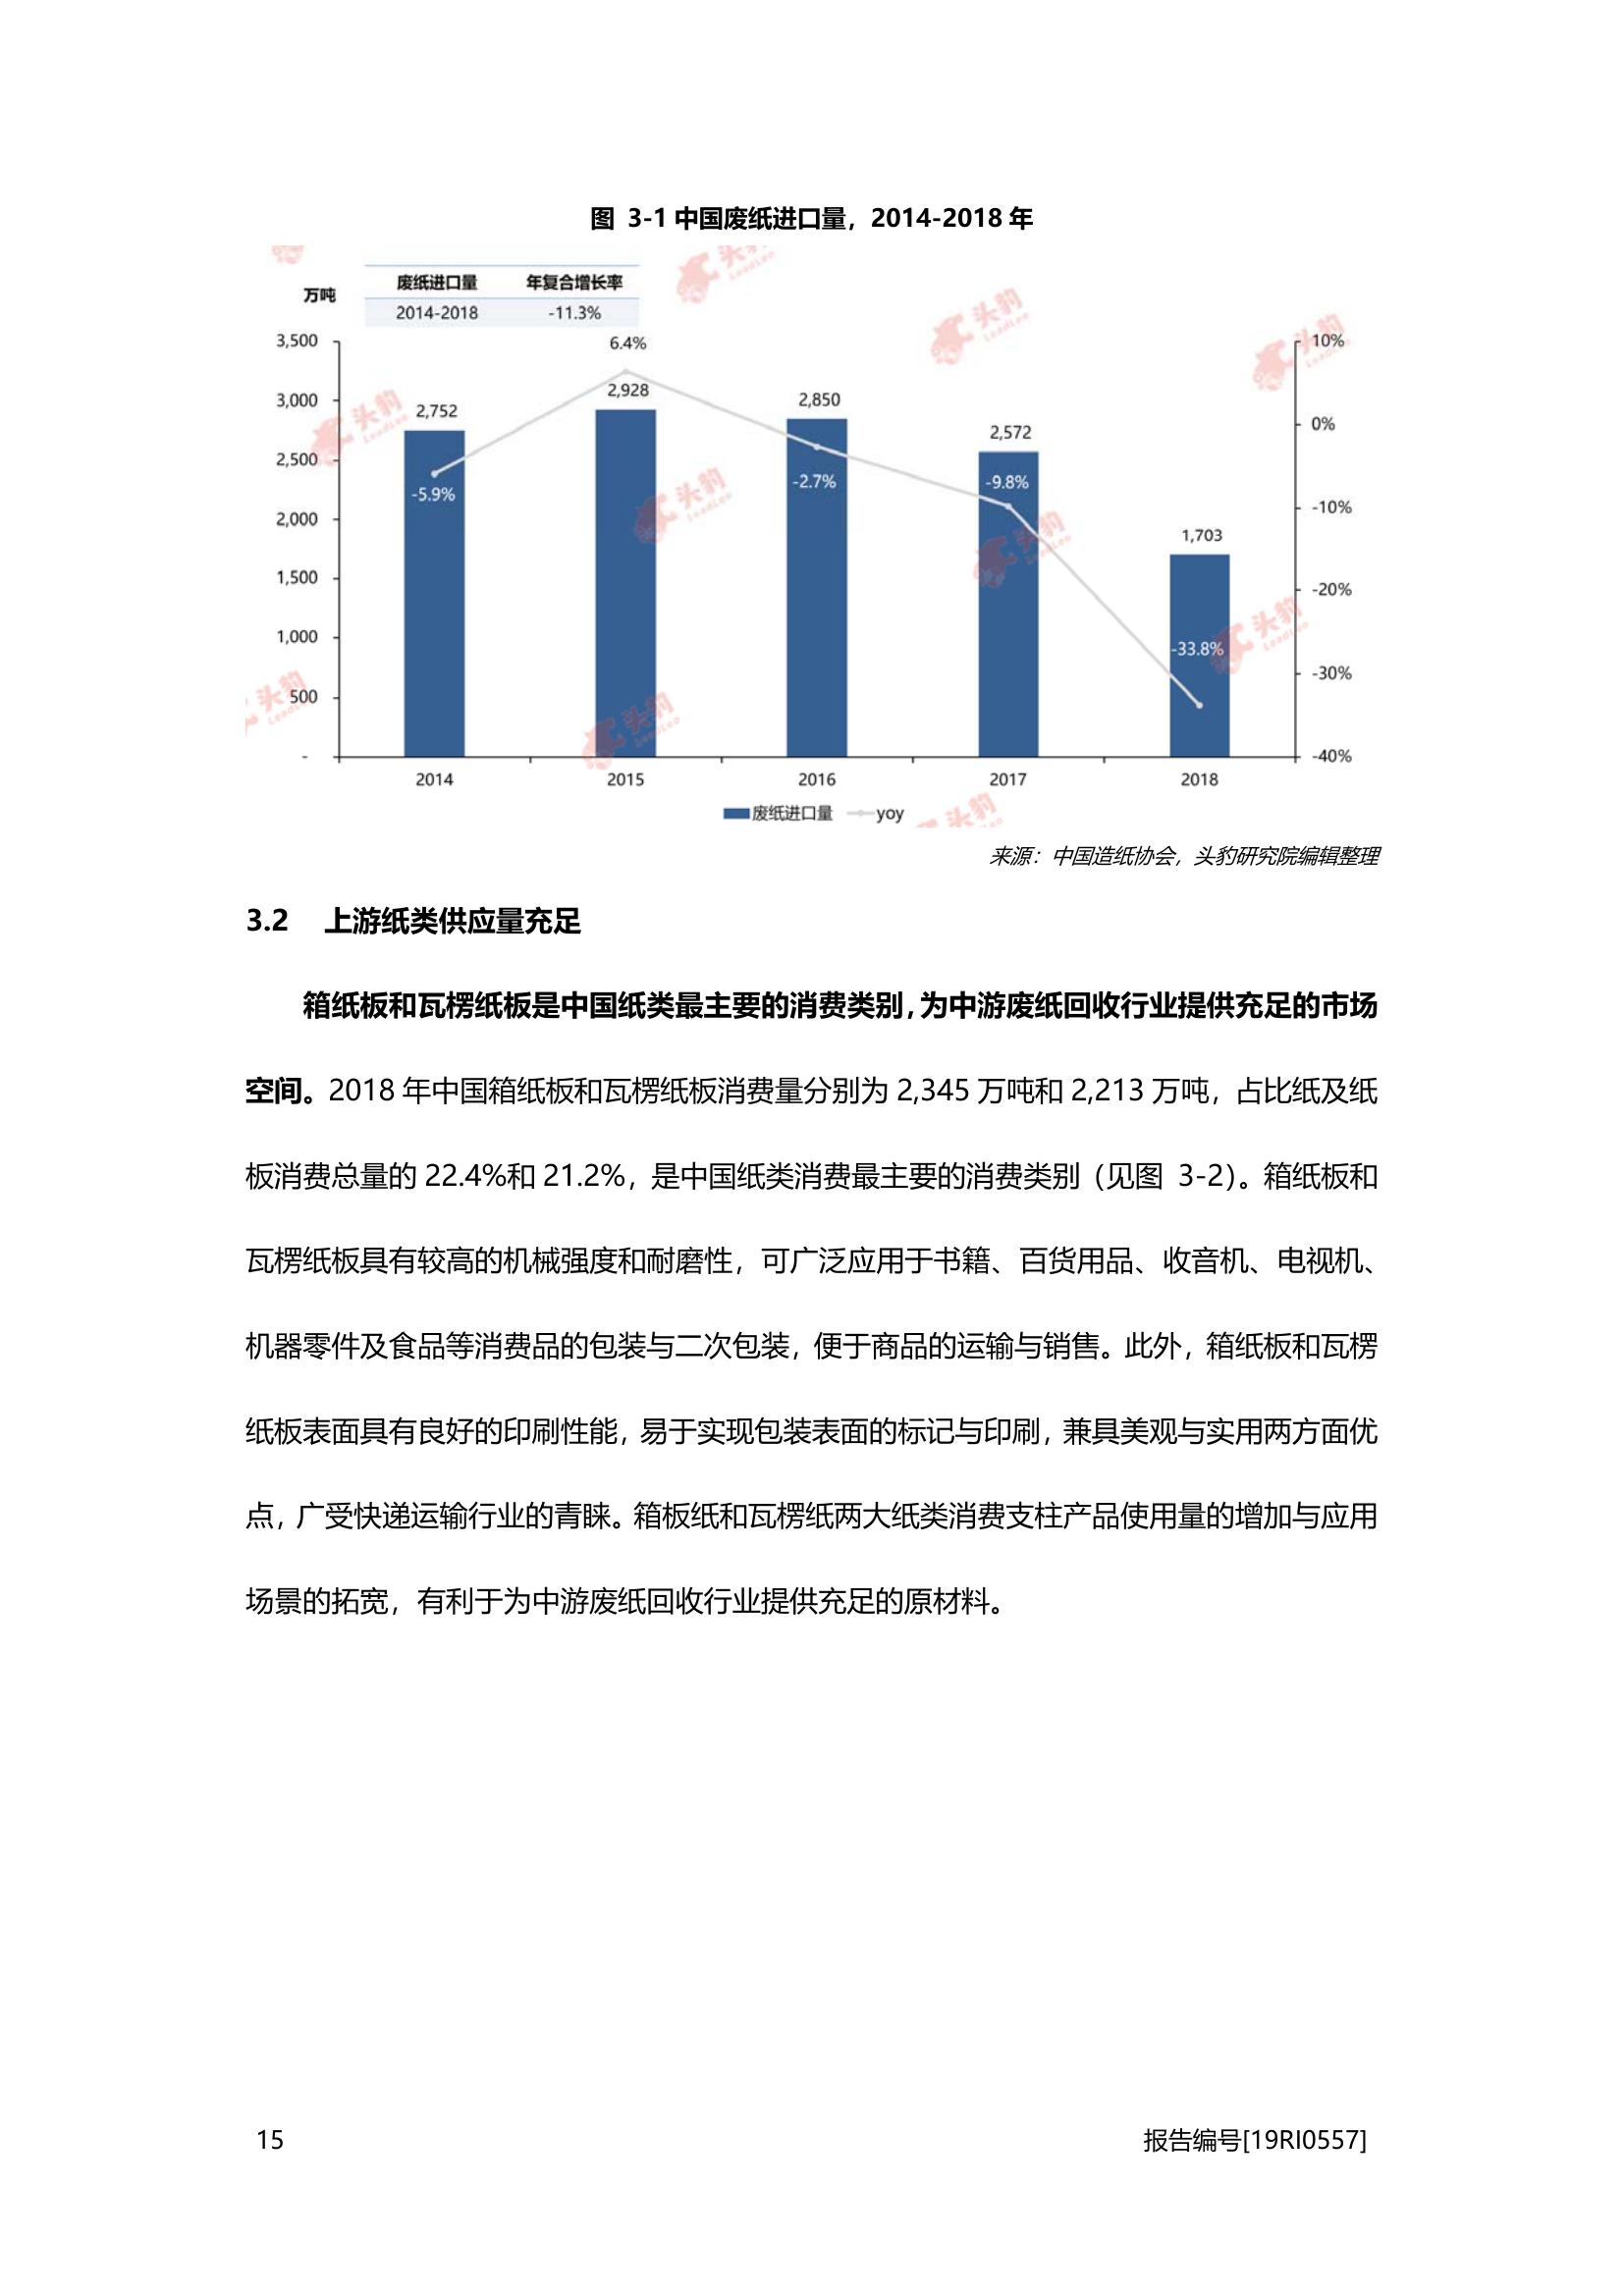 图 3-1 中国废纸进口量，2014-2018 年
废纸进口量 年复合增长率
万吨
2014-2018 -11.3%
3,500 6.4% 10%
2,928
3,000 2,752 2,850
0%
2,572
2,500
-5.9% -2.7% -9.8%
2,000 -10%
1,703
1,500
-20%
1,000
-33.8%
500 -30%
- -40%
2014 2015 2016 2017 2018
废纸进口量 yoy
头豹
LeadLeo
来源：中国造纸协会，头豹研究院编辑整理
3.2 上游纸类供应量充足
箱纸板和瓦楞纸板是中国纸类最主要的消费类别，为中游废纸回收行业提供充足的市场
空间。2018 年中国箱纸板和瓦楞纸板消费量分别为 2,345 万吨和 2,213 万吨，占比纸及纸
板消费总量的 22.4%和 21.2%，是中国纸类消费最主要的消费类别（见图 3-2）。箱纸板和
瓦楞纸板具有较高的机械强度和耐磨性，可广泛应用于书籍、百货用品、收音机、电视机、
机器零件及食品等消费品的包装与二次包装，便于商品的运输与销售。此外，箱纸板和瓦楞
纸板表面具有良好的印刷性能，易于实现包装表面的标记与印刷，兼具美观与实用两方面优
点，广受快递运输行业的青睐。箱板纸和瓦楞纸两大纸类消费支柱产品使用量的增加与应用
场景的拓宽，有利于为中游废纸回收行业提供充足的原材料。
15 报告编号[19RI0557]